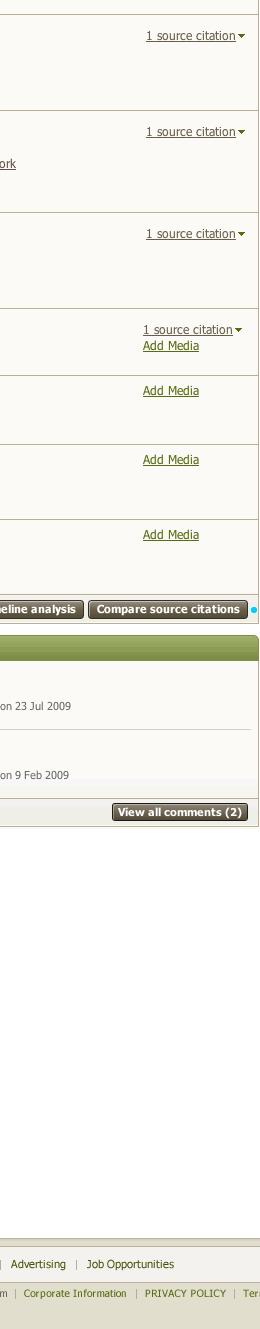 1 source citation
1 source citation
ork
1 source citation
1 source citation
Add Media
Add Media
Add Media
Add Media
eline analysis Compare source citations
on 23 Jul 2009
on 9 Feb 2009
View all comments (2)
Advertising | Job Opportunities
m | Corporate Information | PRIVACY POLICY | Ter